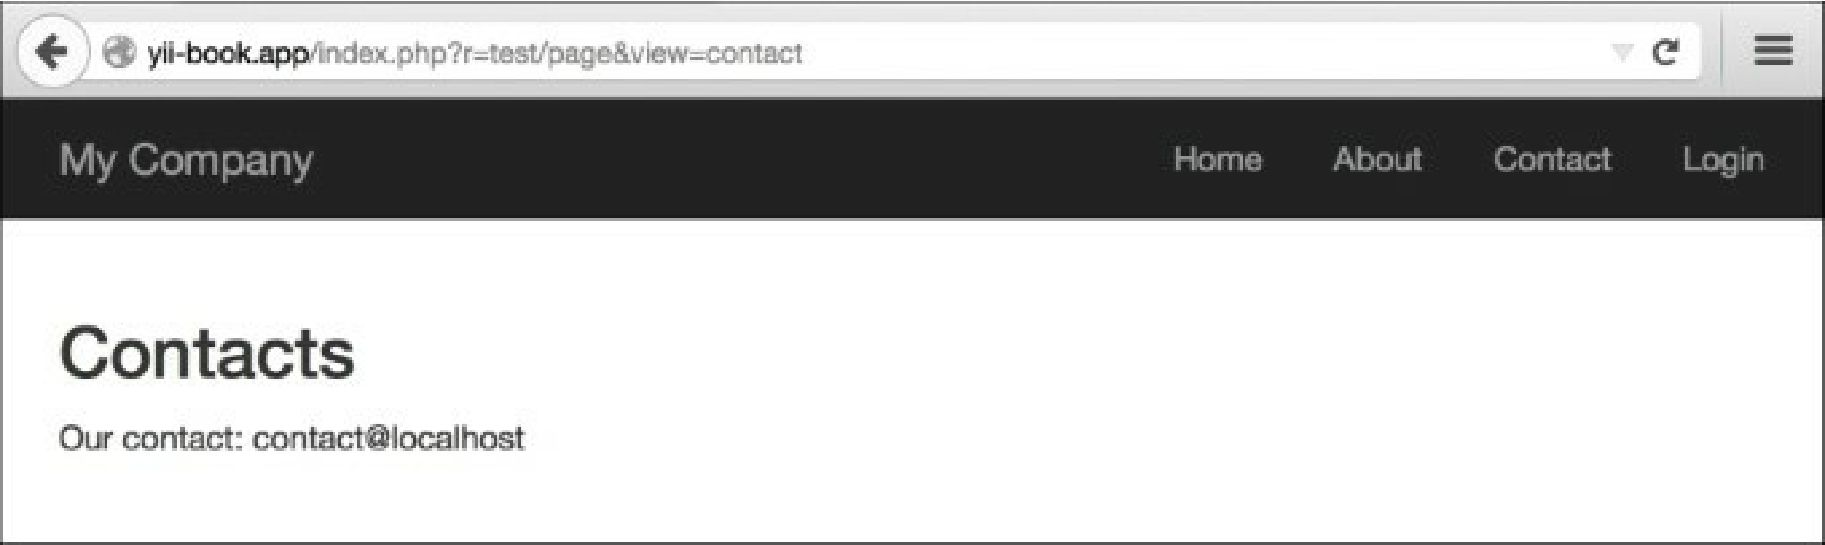 yii-book.app/index.php?r=test/page&view=contact
My Company Home About Contact Login
Contacts
Our contact: contact@localhost